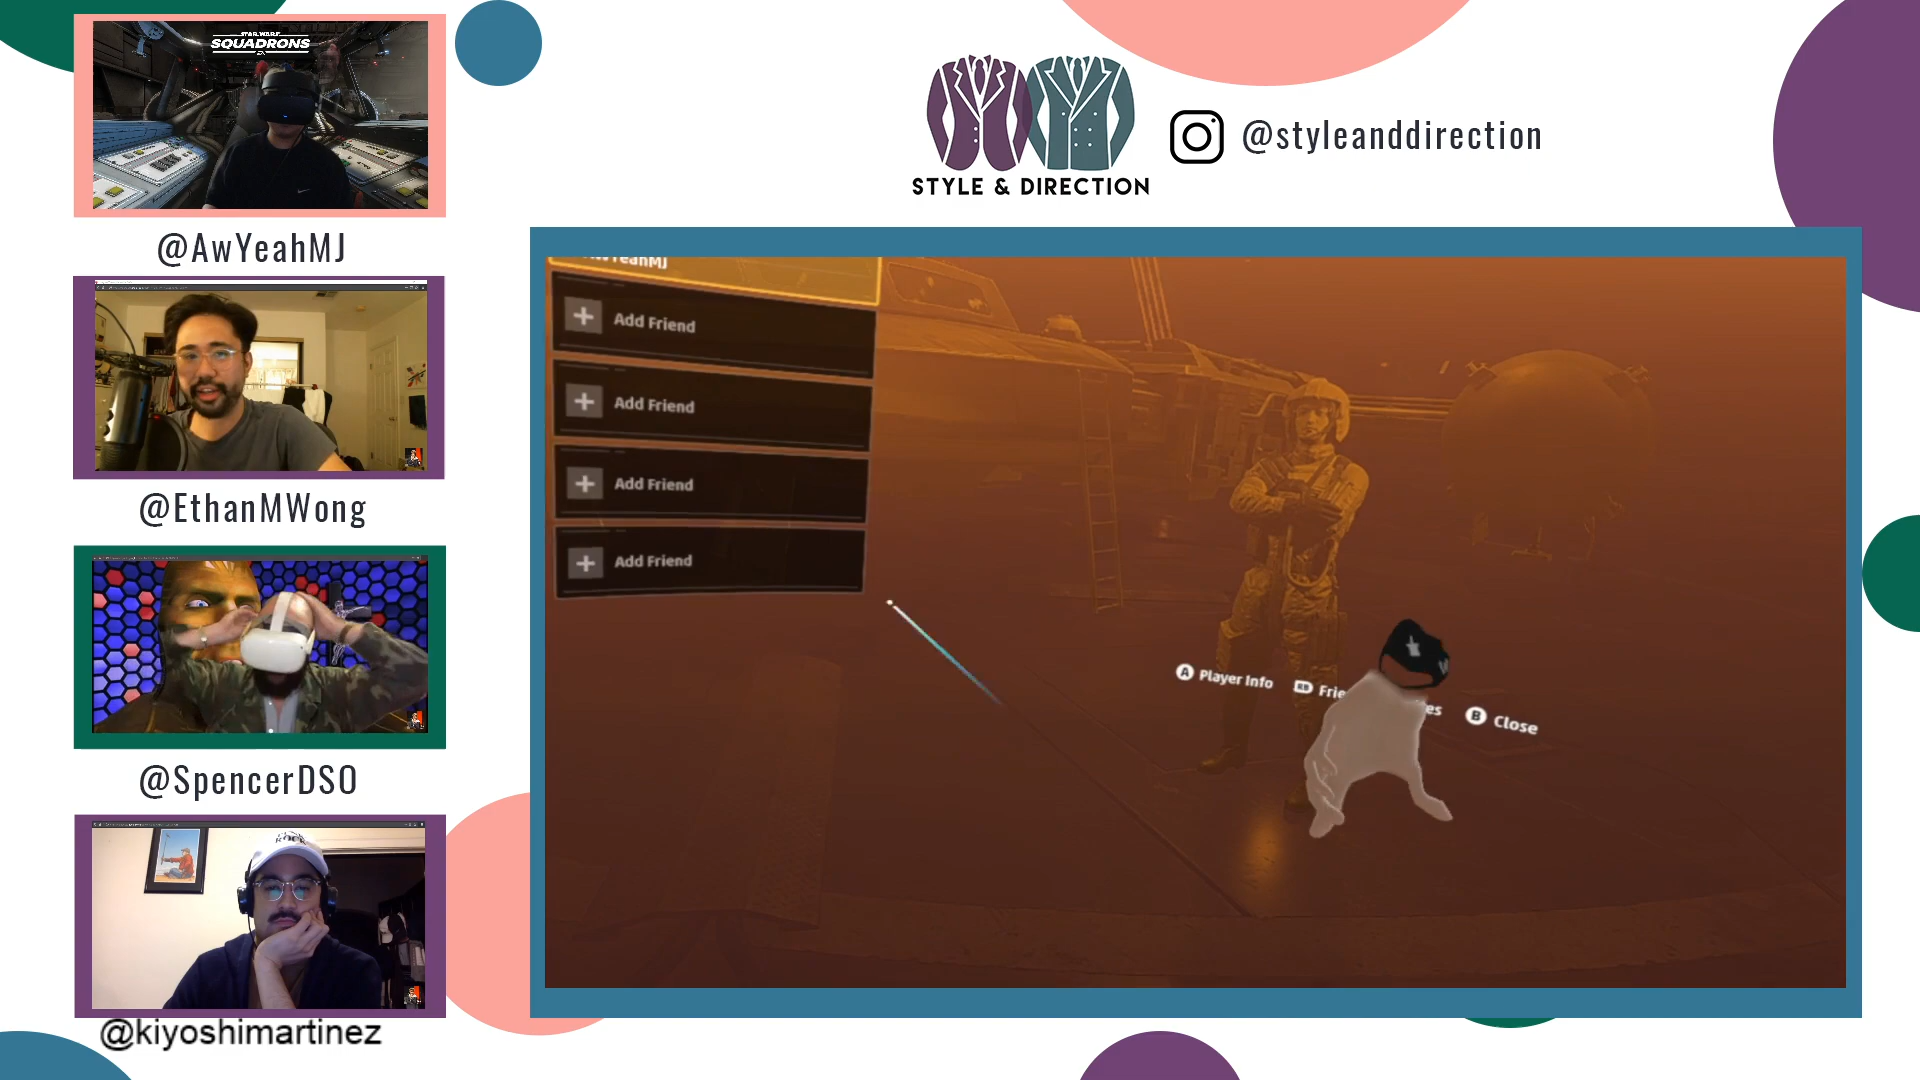 STAR WARS
SQUADRONS
@AwYeahMJ
@EthanMWong
@SpencerDSO
@kiyoshimartinez
STYLE & DIRECTION
@styleanddirection
AwYeahMJ
Add Friend
Add Friend
Add Friend
Add Friend
A Player Info
B Close